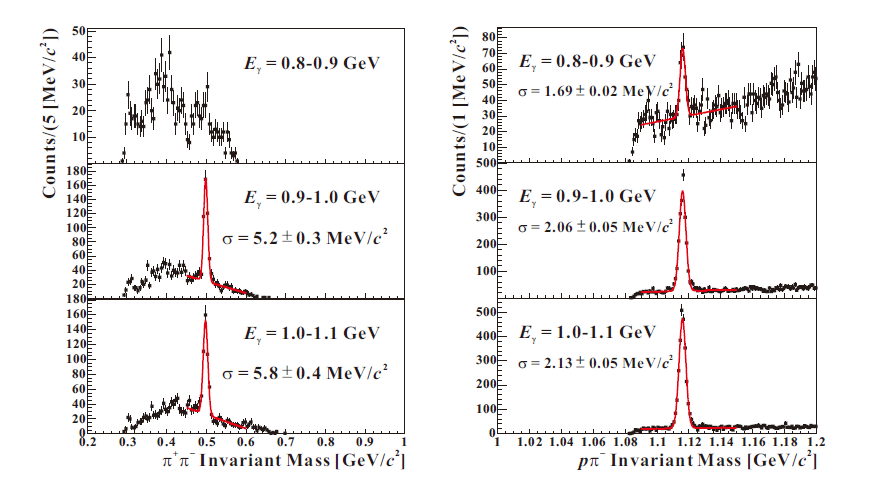 Counts/(5 [MeV/c²])
50
40
30
20
10
E_γ = 0.8-0.9 GeV
180
160
140
120
100
80
60
40
20
E_γ = 0.9-1.0 GeV
σ = 5.2 ± 0.3 MeV/c²
180
160
140
120
100
80
60
40
20
0
E_γ = 1.0-1.1 GeV
σ = 5.8 ± 0.4 MeV/c²
0.2 0.3 0.4 0.5 0.6 0.7 0.8 0.9 1
π⁺π⁻ Invariant Mass [GeV/c²]
Counts/(1 [MeV/c²])
80
70
60
50
40
30
20
10
E_γ = 0.8-0.9 GeV
σ = 1.69 ± 0.02 MeV/c²
500
400
300
200
100
E_γ = 0.9-1.0 GeV
σ = 2.06 ± 0.05 MeV/c²
500
400
300
200
100
0
E_γ = 1.0-1.1 GeV
σ = 2.13 ± 0.05 MeV/c²
1 1.02 1.04 1.06 1.08 1.1 1.12 1.14 1.16 1.18 1.2
pπ⁻ Invariant Mass [GeV/c²]